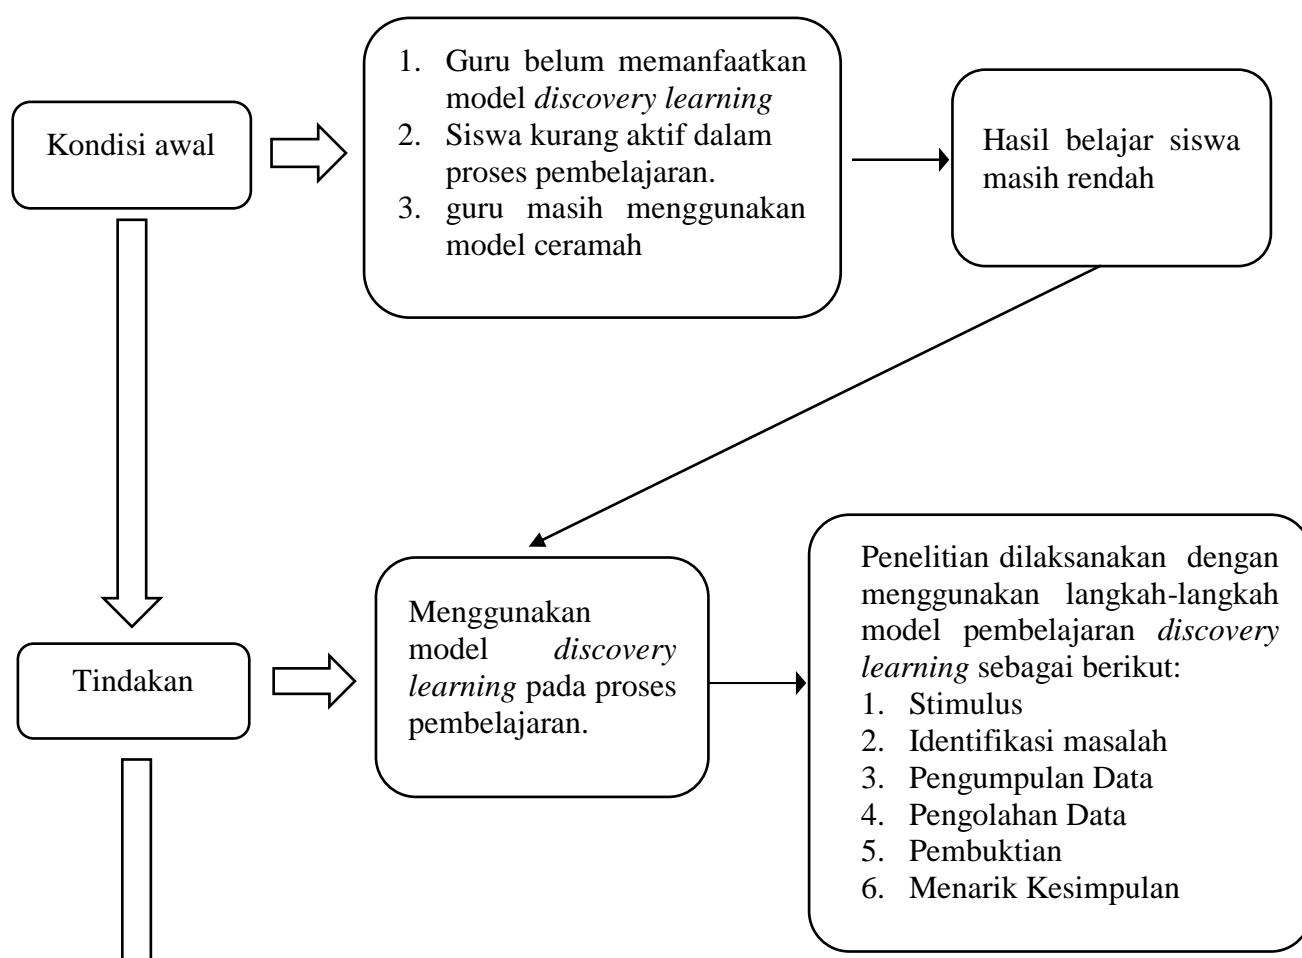 Kondisi awal
1. Guru belum memanfaatkan
model discovery learning
2. Siswa kurang aktif dalam
proses pembelajaran.
3. guru masih menggunakan
model ceramah
Hasil belajar siswa
masih rendah
Tindakan
Menggunakan
model discovery
learning pada proses
pembelajaran.
Penelitian dilaksanakan dengan
menggunakan langkah-langkah
model pembelajaran discovery
learning sebagai berikut:
1. Stimulus
2. Identifikasi masalah
3. Pengumpulan Data
4. Pengolahan Data
5. Pembuktian
6. Menarik Kesimpulan